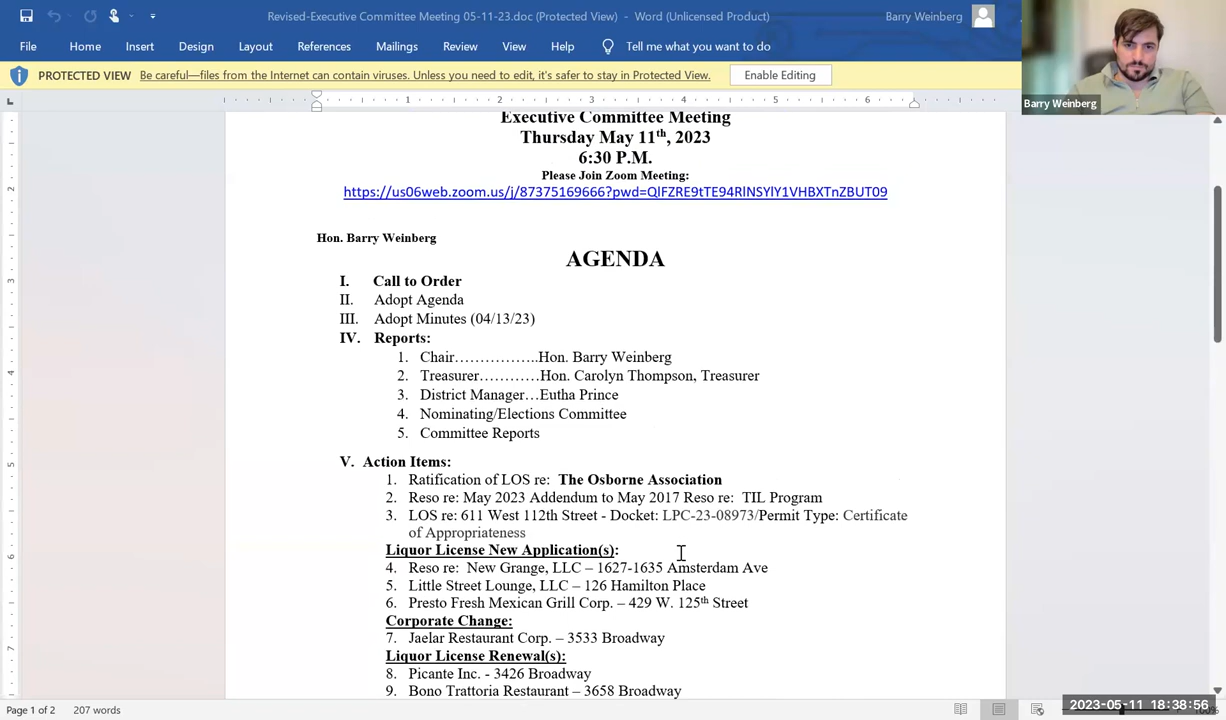 Revised-Executive Committee Meeting 05-11-23.doc (Protected View) - Word (Unlicensed Product)
Barry Weinberg
File Home Insert Design Layout References Mailings Review View Help Tell me what you want to do
PROTECTED VIEW Be careful—files from the Internet can contain viruses. Unless you need to edit, it's safer to stay in Protected View. Enable Editing
Barry Weinberg
1 2 3 4 5 6
Executive Committee Meeting
Thursday May 11th, 2023
6:30 P.M.
Please Join Zoom Meeting:
https://us06web.zoom.us/j/87375169666?pwd=QlFZRE9tTE94RlNSYlY1VHBXTnZBUT09
Hon. Barry Weinberg
AGENDA
I. Call to Order
II. Adopt Agenda
III. Adopt Minutes (04/13/23)
IV. Reports:
1. Chair……………..Hon. Barry Weinberg
2. Treasurer…………Hon. Carolyn Thompson, Treasurer
3. District Manager…Eutha Prince
4. Nominating/Elections Committee
5. Committee Reports
V. Action Items:
1. Ratification of LOS re: The Osborne Association
2. Reso re: May 2023 Addendum to May 2017 Reso re: TIL Program
3. LOS re: 611 West 112th Street - Docket: LPC-23-08973/Permit Type: Certificate
of Appropriateness
Liquor License New Application(s):
4. Reso re: New Grange, LLC – 1627-1635 Amsterdam Ave
5. Little Street Lounge, LLC – 126 Hamilton Place
6. Presto Fresh Mexican Grill Corp. – 429 W. 125th Street
Corporate Change:
7. Jaelar Restaurant Corp. – 3533 Broadway
Liquor License Renewal(s):
8. Picante Inc. - 3426 Broadway
9. Bono Trattoria Restaurant – 3658 Broadway
Page 1 of 2 207 words
2023-05-11 18:38:56